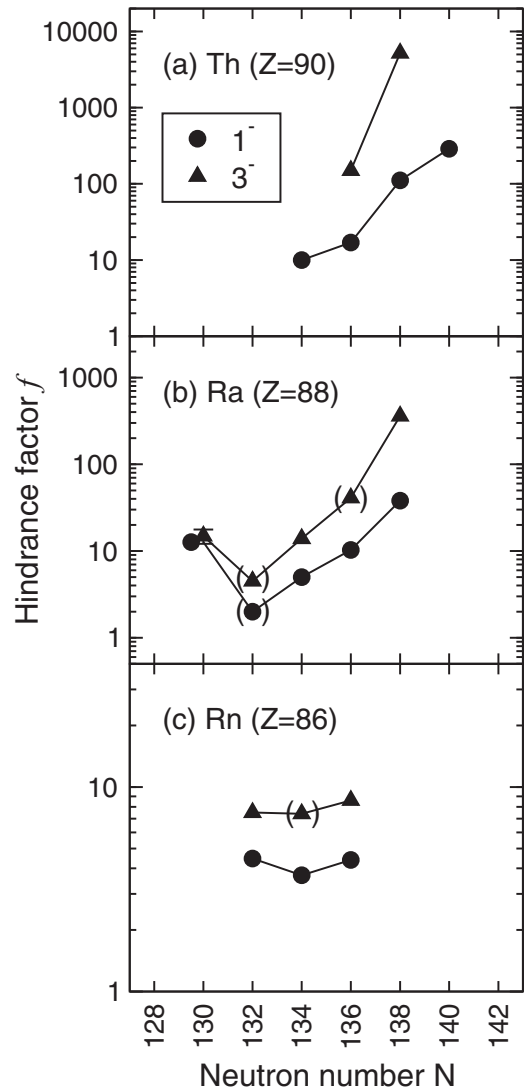 10000
(a) Th (Z=90)
1000
1-
3-
100
10
1
1000
(b) Ra (Z=88)
100
10
( )
( )
( )
1
(c) Rn (Z=86)
10
( )
1
Hindrance factor f
128 130 132 134 136 138 140 142
Neutron number N